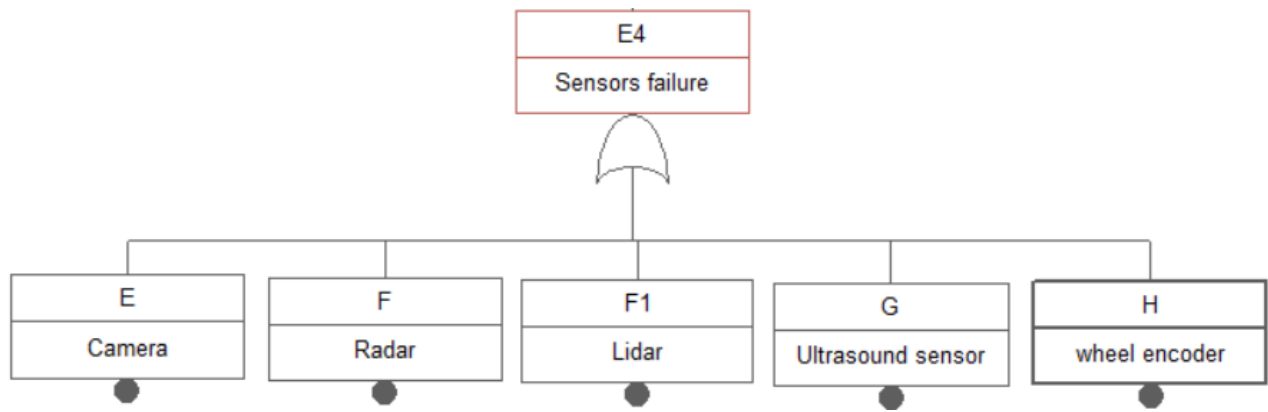 E4
Sensors failure
E
Camera
F
Radar
F1
Lidar
G
Ultrasound sensor
H
wheel encoder